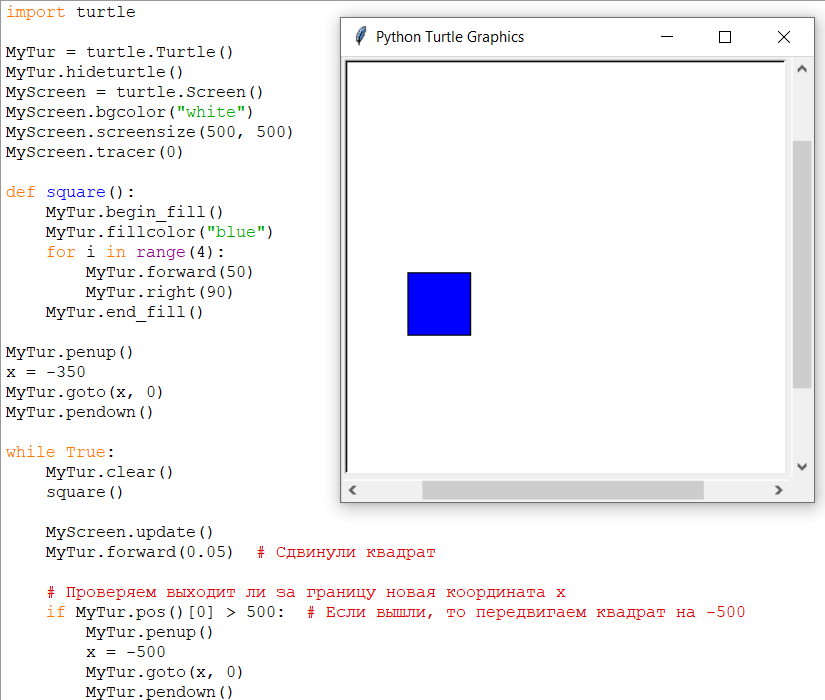 import turtle
Python Turtle Graphics
MyTur = turtle.Turtle()
MyTur.hideturtle()
MyScreen = turtle.Screen()
MyScreen.bgcolor("white")
MyScreen.screensize(500, 500)
MyScreen.tracer(0)
def square():
    MyTur.begin_fill()
    MyTur.fillcolor("blue")
    for i in range(4):
        MyTur.forward(50)
        MyTur.right(90)
    MyTur.end_fill()
MyTur.penup()
x = -350
MyTur.goto(x, 0)
MyTur.pendown()
while True:
    MyTur.clear()
    square()
    MyScreen.update()
    MyTur.forward(0.05)  # Сдвинули квадрат
    # Проверяем выходит ли за границу новая координата x
    if MyTur.pos()[0] > 500:  # Если вышли, то передвигаем квадрат на -500
        MyTur.penup()
        x = -500
        MyTur.goto(x, 0)
        MyTur.pendown()